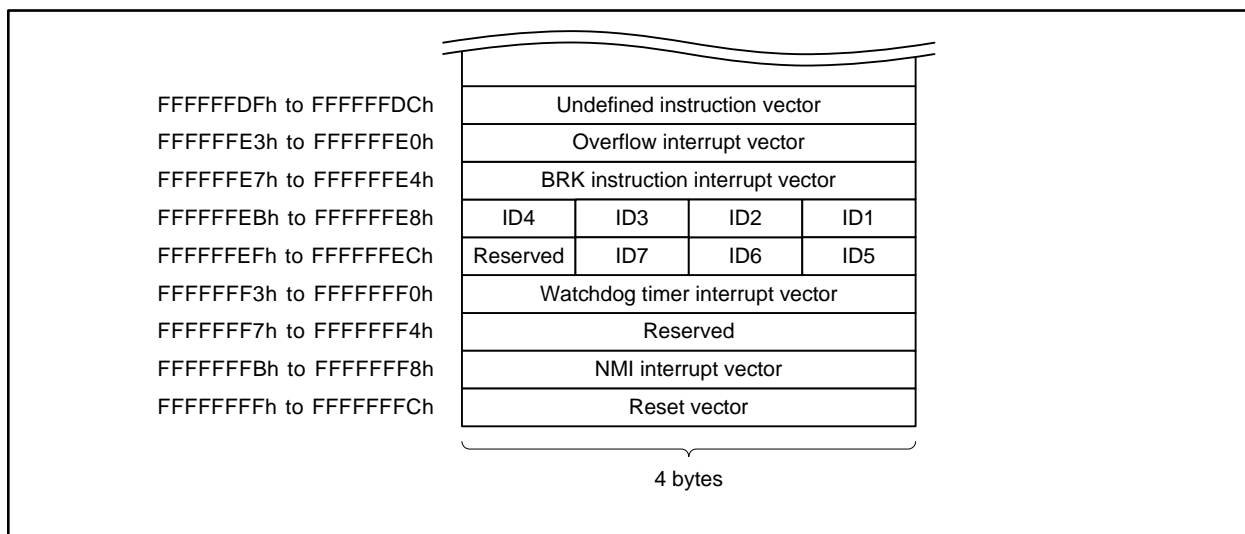 FFFFFFDFh to FFFFFFDCh Undefined instruction vector
FFFFFFE3h to FFFFFFE0h Overflow interrupt vector
FFFFFFE7h to FFFFFFE4h BRK instruction interrupt vector
FFFFFFEBh to FFFFFFE8h ID4 ID3 ID2 ID1
FFFFFFEFh to FFFFFFECh Reserved ID7 ID6 ID5
FFFFFFF3h to FFFFFFF0h Watchdog timer interrupt vector
FFFFFFF7h to FFFFFFF4h Reserved
FFFFFFFBh to FFFFFFF8h NMI interrupt vector
FFFFFFFFh to FFFFFFFCh Reset vector
4 bytes